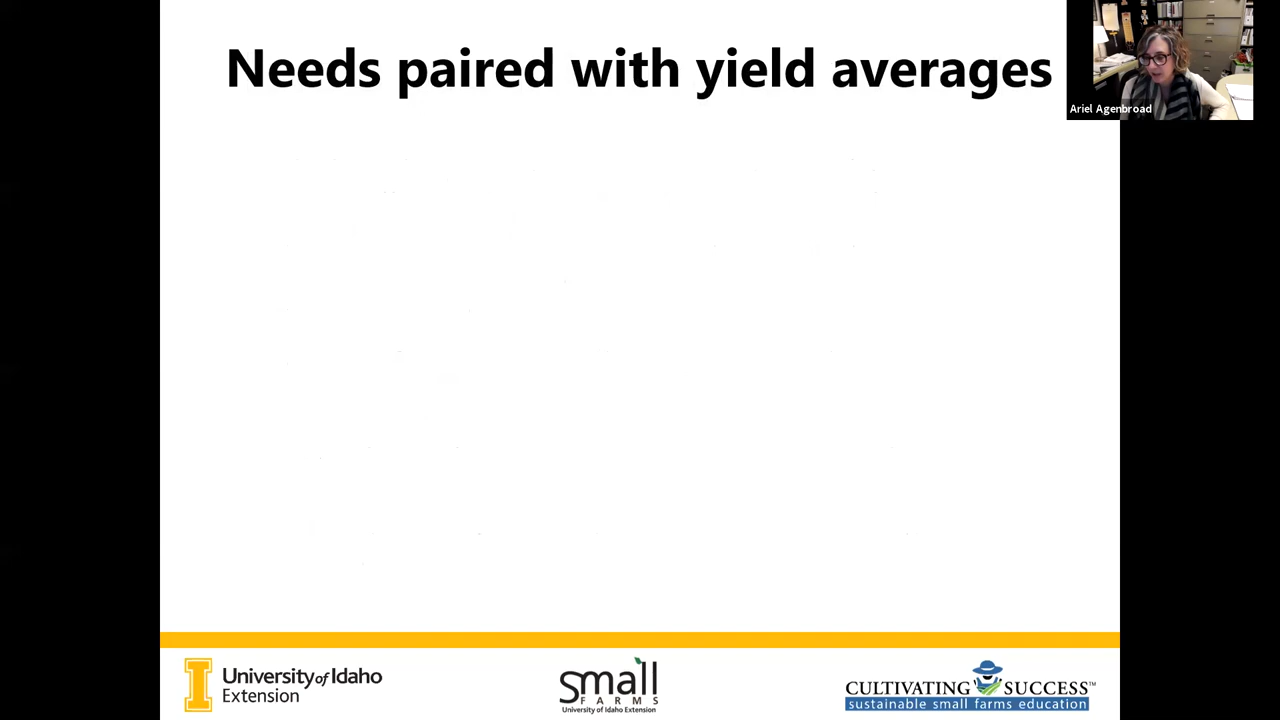 Needs paired with yield averages
Ariel Agenbroad
University of Idaho
Extension
small
FARMS
University of Idaho Extension
CULTIVATING SUCCESS™
sustainable small farms education